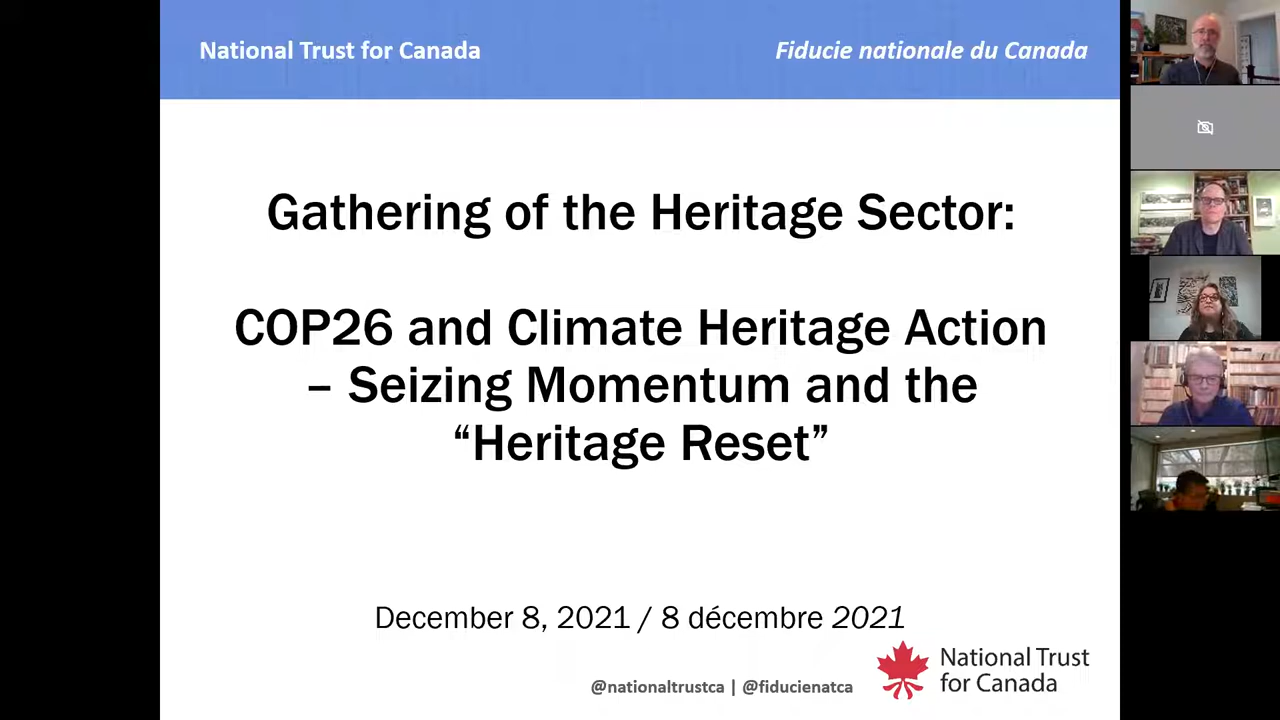 National Trust for Canada
Fiducie nationale du Canada
Gathering of the Heritage Sector:
COP26 and Climate Heritage Action
– Seizing Momentum and the
“Heritage Reset”
December 8, 2021 / 8 décembre 2021
@nationaltrustca | @fiducienatca
National Trust
for Canada